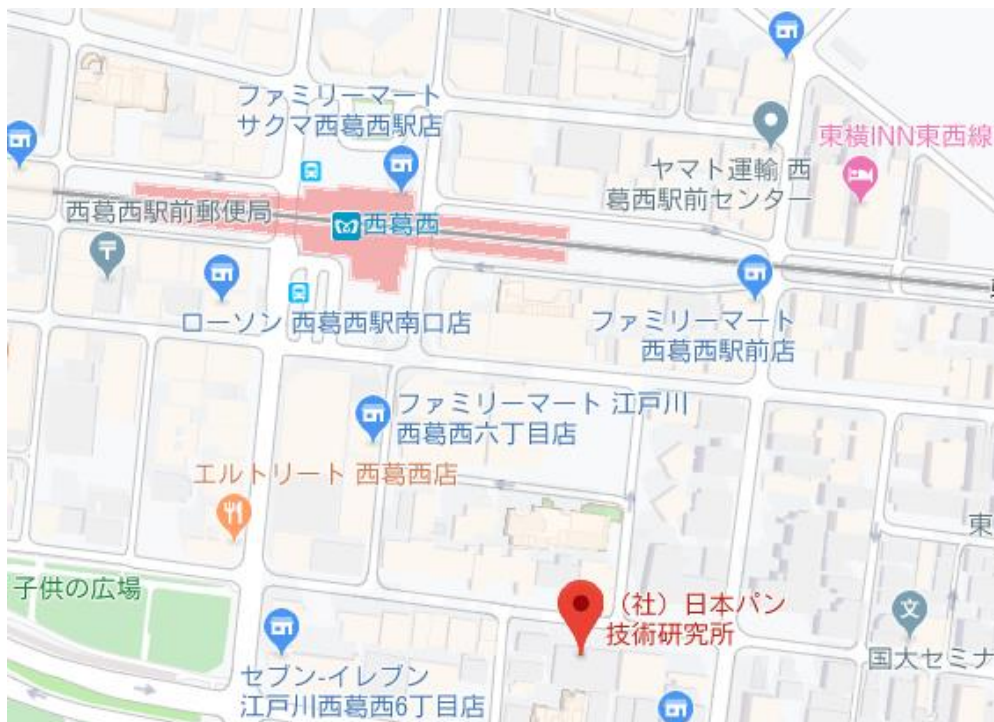 ファミリーマート
サクマ西葛西駅店
東横INN東西線
ヤマト運輸 西
葛西駅前センター
西葛西駅前郵便局
西葛西
ローソン 西葛西駅南口店
ファミリーマート
西葛西駅前店
ファミリーマート 江戸川
西葛西六丁目店
エルトリート 西葛西店
東
子供の広場
（社）日本パン
技術研究所
国大セミナ
セブン-イレブン
江戸川西葛西6丁目店